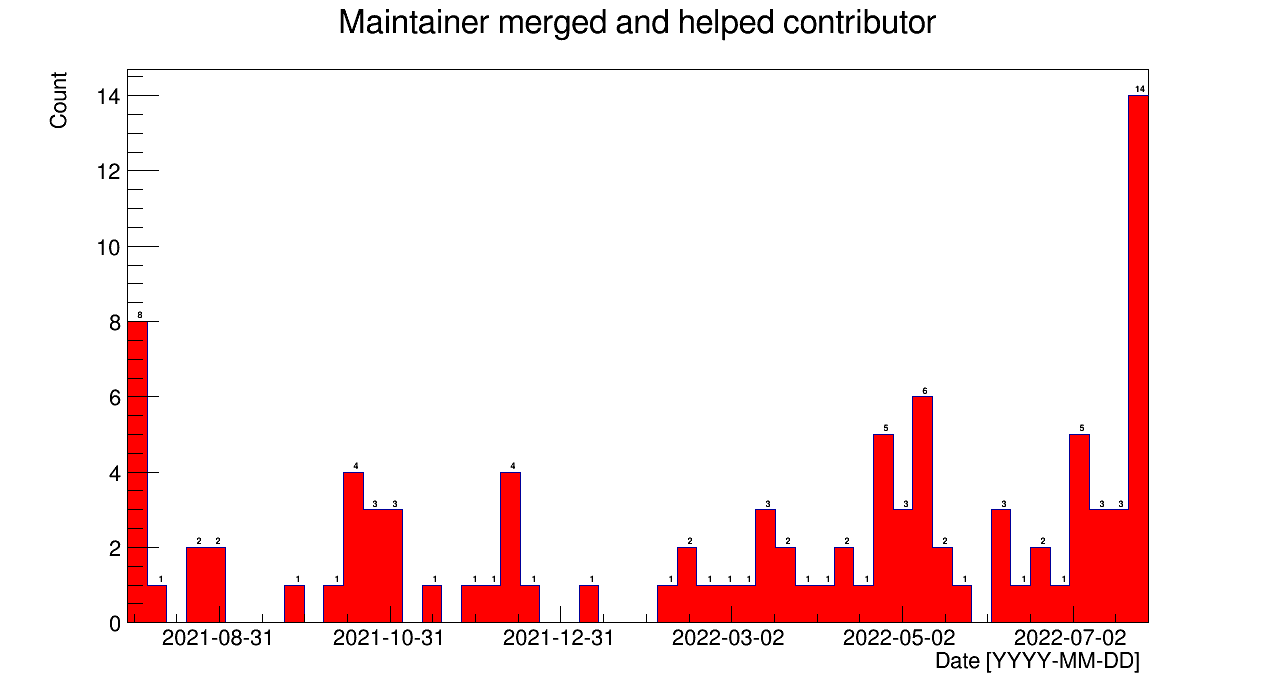 Maintainer merged and helped contributor
Count
14
12
10
8
6
4
2
0
8 1 2 2 1 1 4 3 3 1 1 1 4 1 1 1 2 1 1 1 3 2 1 1 2 1 5 3 6 2 1 3 1 2 1 5 3 3 14
2021-08-31 2021-10-31 2021-12-31 2022-03-02 2022-05-02 2022-07-02
Date [YYYY-MM-DD]